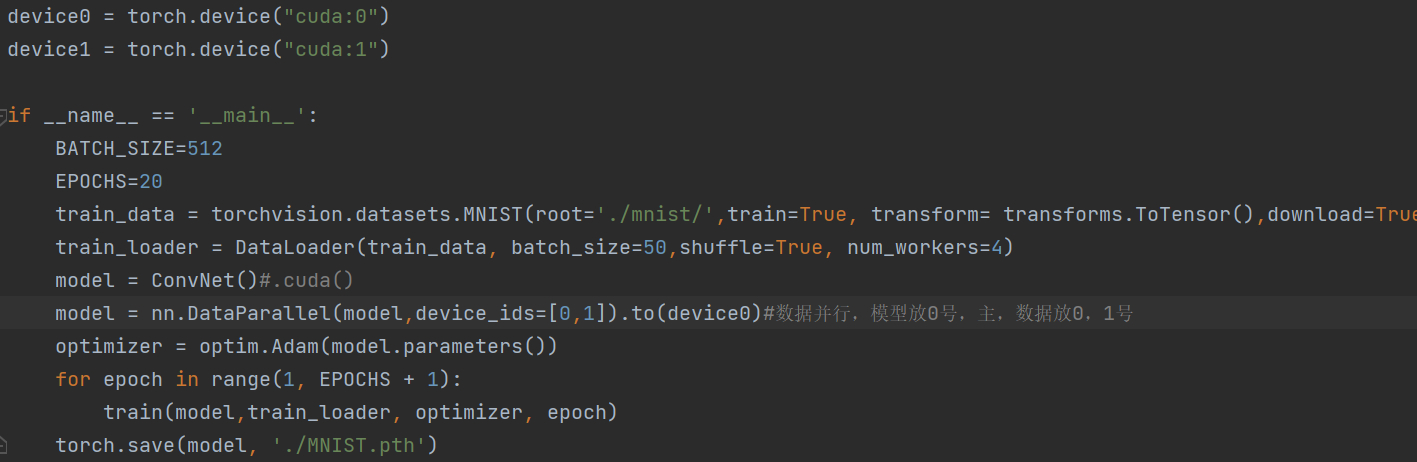 device0 = torch.device("cuda:0")
device1 = torch.device("cuda:1")
if __name__ == '__main__':
    BATCH_SIZE=512
    EPOCHS=20
    train_data = torchvision.datasets.MNIST(root='./mnist/',train=True, transform= transforms.ToTensor(),download=True
    train_loader = DataLoader(train_data, batch_size=50,shuffle=True, num_workers=4)
    model = ConvNet()#.cuda()
    model = nn.DataParallel(model,device_ids=[0,1]).to(device0)#数据并行，模型放0号，主，数据放0，1号
    optimizer = optim.Adam(model.parameters())
    for epoch in range(1, EPOCHS + 1):
        train(model,train_loader, optimizer, epoch)
    torch.save(model, './MNIST.pth')